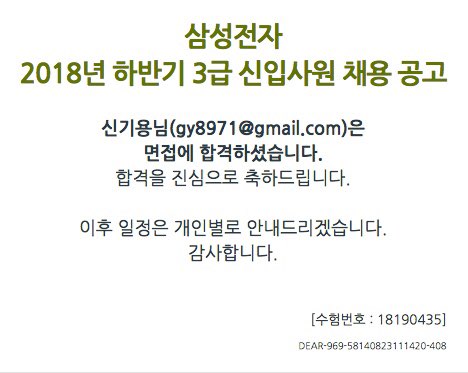 삼성전자
2018년 하반기 3급 신입사원 채용 공고
신기용님(gy8971@gmail.com)은
면접에 합격하셨습니다.
합격을 진심으로 축하드립니다.
이후 일정은 개인별로 안내드리겠습니다.
감사합니다.
[수험번호 : 18190435]
DEAR-969-58140823111420-408